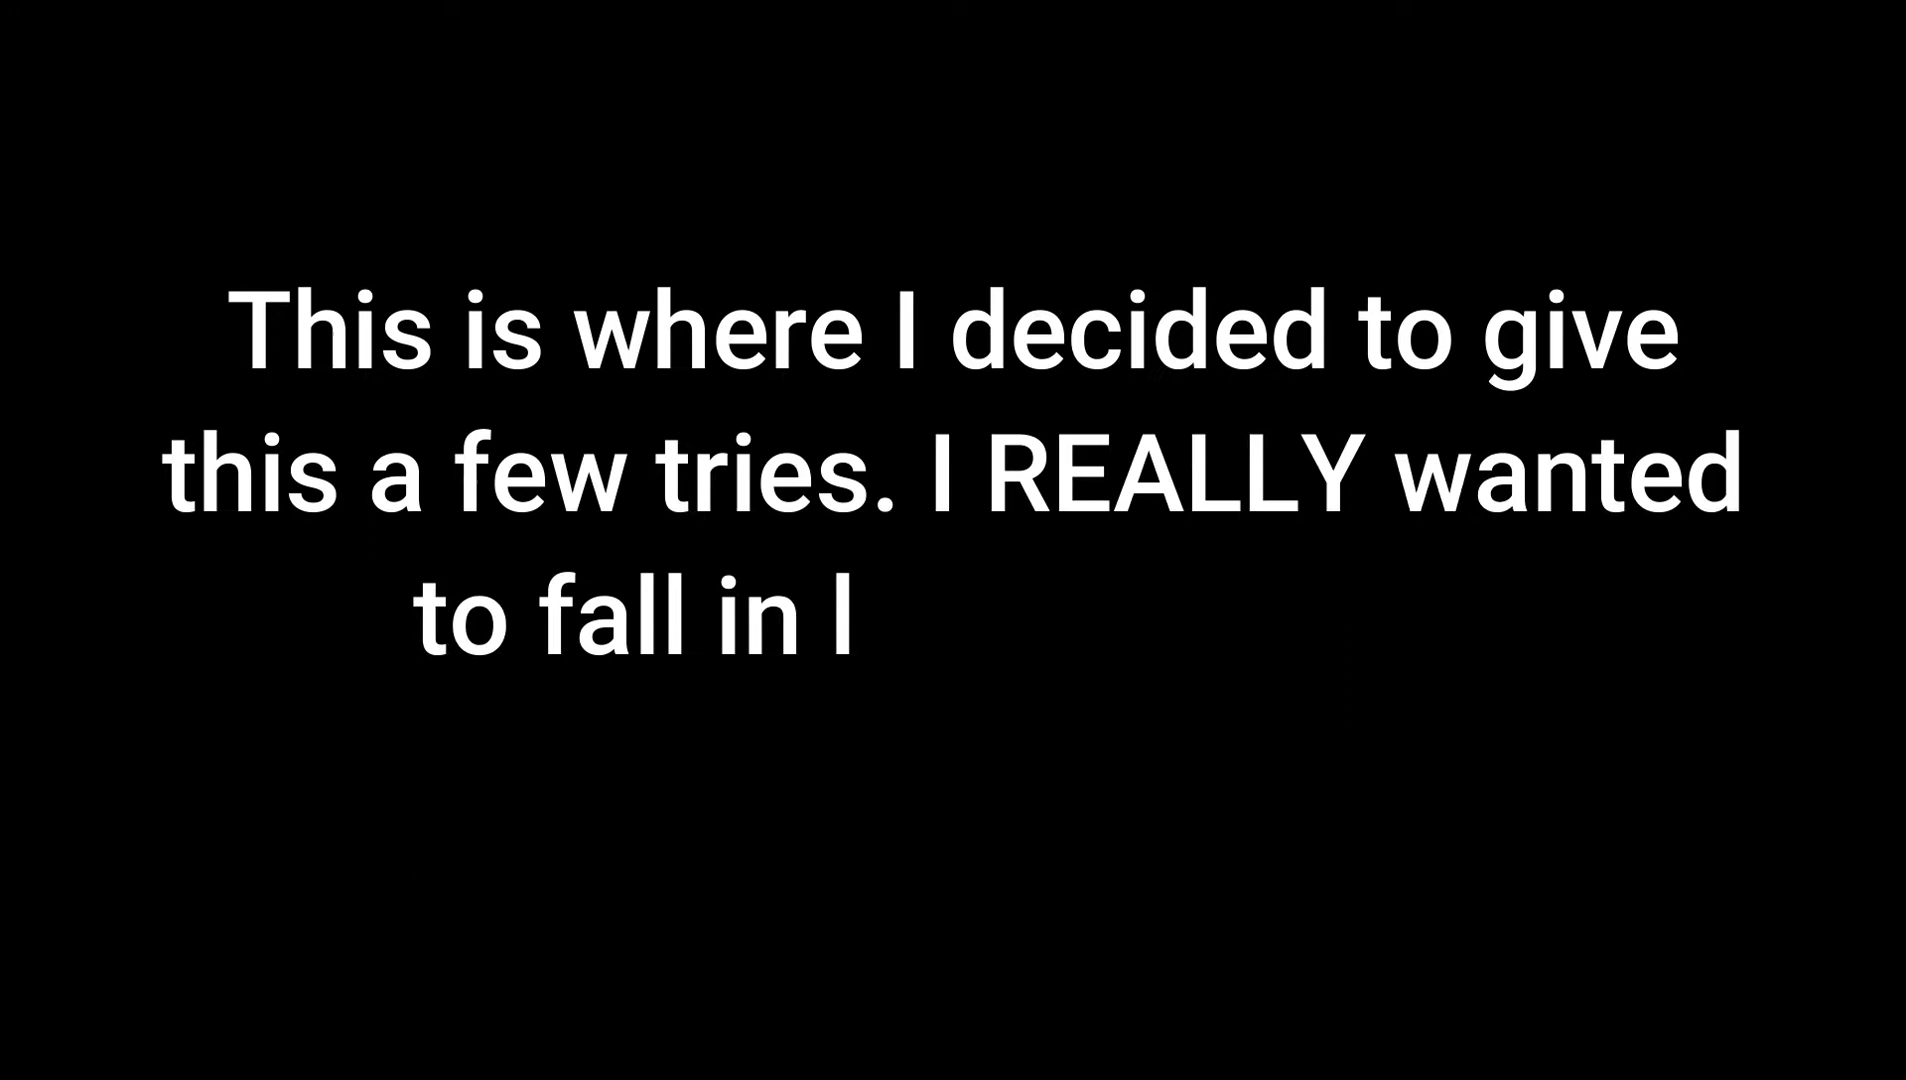 This is where I decided to give
this a few tries. I REALLY wanted
to fall in l